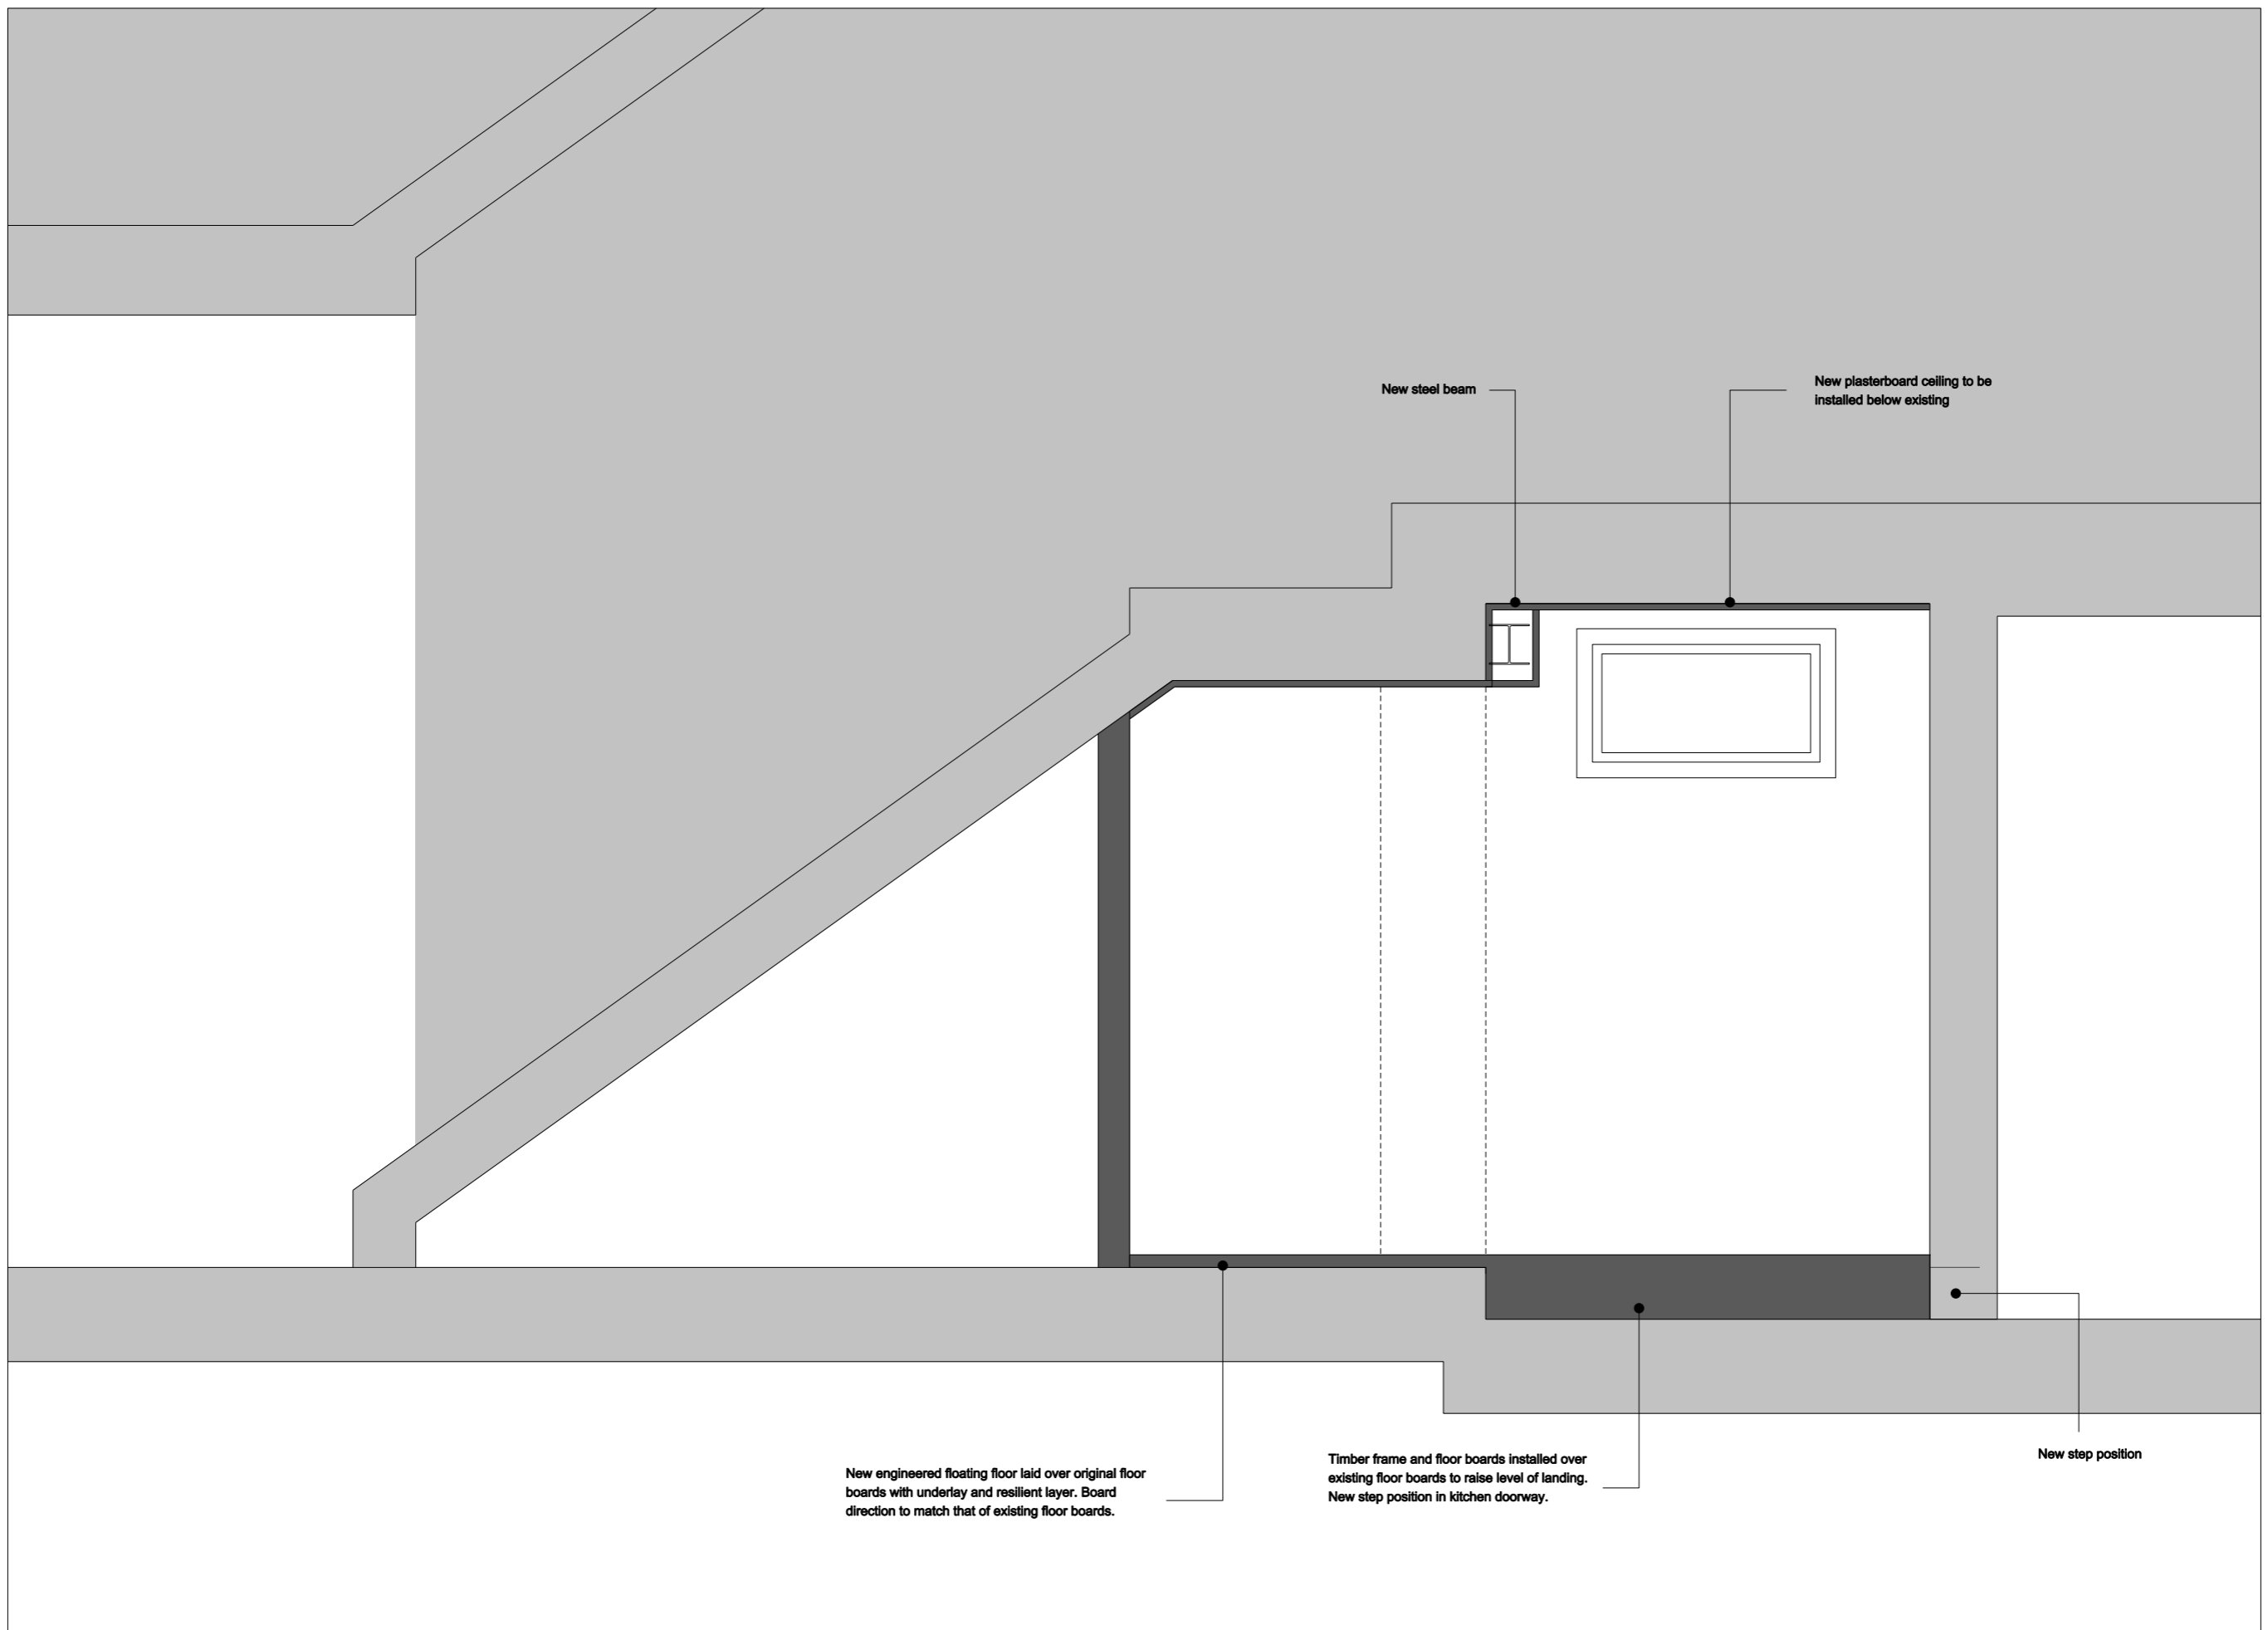 New steel beam
New plasterboard ceiling to be
installed below existing
New engineered floating floor laid over original floor
boards with underlay and resilient layer. Board
direction to match that of existing floor boards.
Timber frame and floor boards installed over
existing floor boards to raise level of landing.
New step position in kitchen doorway.
New step position